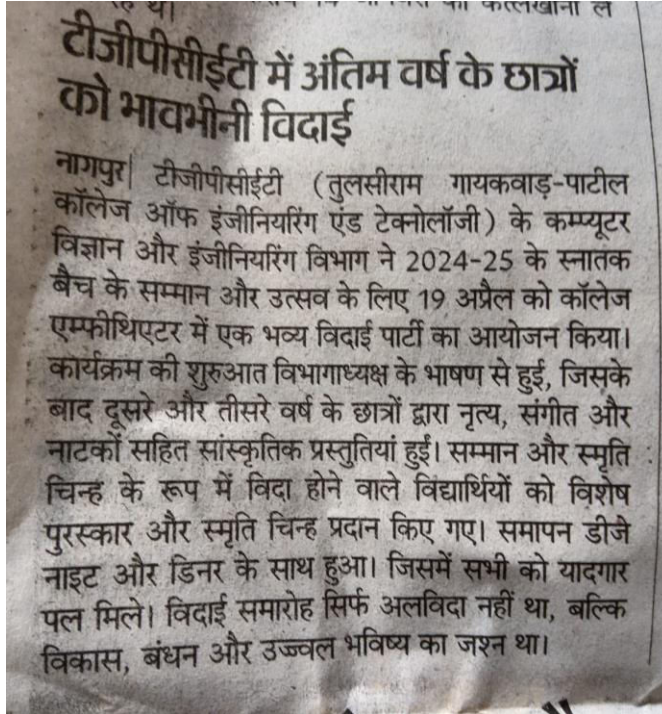 टीजीपीसीईटी में अंतिम वर्ष के छात्रों
को भावभीनी विदाई
नागपुर| टीजीपीसीईटी (तुलसीराम गायकवाड़-पाटील
कॉलेज ऑफ इंजीनियरिंग एंड टेक्नोलॉजी) के कम्प्यूटर
विज्ञान और इंजीनियरिंग विभाग ने 2024-25 के स्नातक
बैच के सम्मान और उत्सव के लिए 19 अप्रैल को कॉलेज
एम्फीथिएटर में एक भव्य विदाई पार्टी का आयोजन किया।
कार्यक्रम की शुरुआत विभागाध्यक्ष के भाषण से हुई, जिसके
बाद दूसरे और तीसरे वर्ष के छात्रों द्वारा नृत्य, संगीत और
नाटकों सहित सांस्कृतिक प्रस्तुतियां हुईं। सम्मान और स्मृति
चिन्ह के रूप में विदा होने वाले विद्यार्थियों को विशेष
पुरस्कार और स्मृति चिन्ह प्रदान किए गए। समापन डीजे
नाइट और डिनर के साथ हुआ। जिसमें सभी को यादगार
पल मिले। विदाई समारोह सिर्फ अलविदा नहीं था, बल्कि
विकास, बंधन और उज्ज्वल भविष्य का जश्न था।